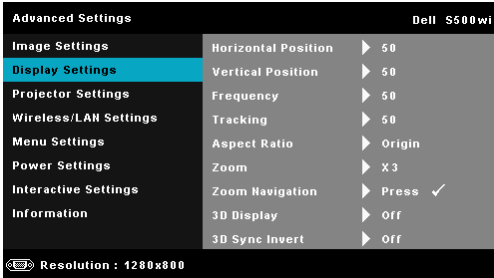 Advanced Settings Dell S500wi
Image Settings
Display Settings
Projector Settings
Wireless/LAN Settings
Menu Settings
Power Settings
Interactive Settings
Information
Horizontal Position 50
Vertical Position 50
Frequency 50
Tracking 50
Aspect Ratio Origin
Zoom X3
Zoom Navigation Press ✓
3D Display Off
3D Sync Invert Off
Resolution : 1280x800